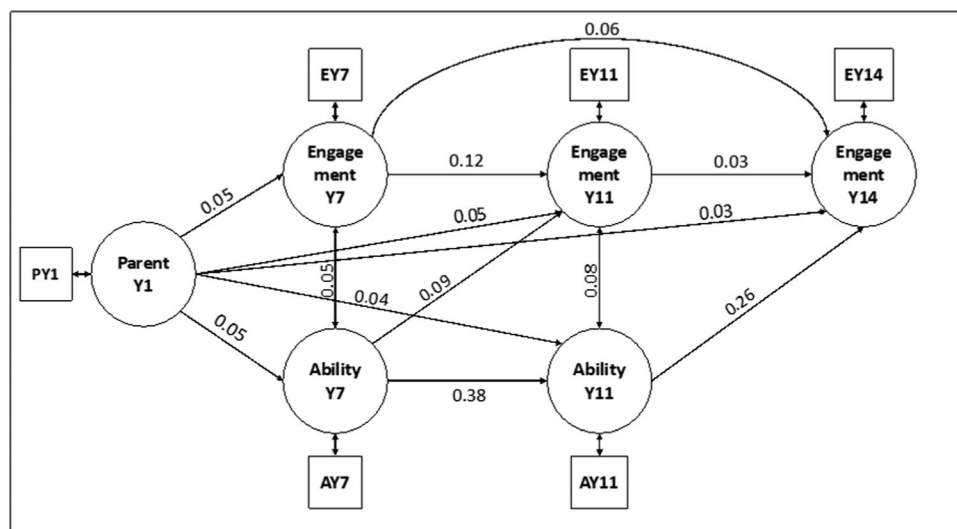 0.06
EY7
EY11
EY14
Engage
ment
Y7
0.12
Engage
ment
Y11
0.03
Engage
ment
Y14
0.05
0.05
0.03
PY1
Parent
Y1
0.05
0.09
0.08
0.04
0.26
0.05
Ability
Y7
0.38
Ability
Y11
AY7
AY11